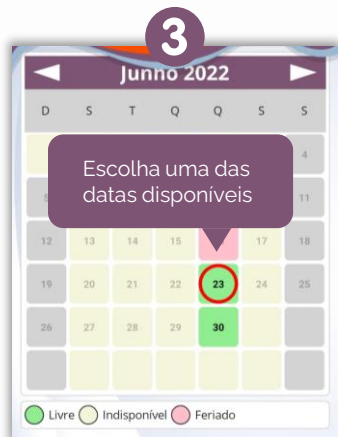 3
Junho 2022
D S T Q Q S S
Escolha uma das
datas disponíveis
4
11
12 13 14 15 17 18
19 20 21 22 23 24 25
26 27 28 29 30
Livre Indisponível Feriado